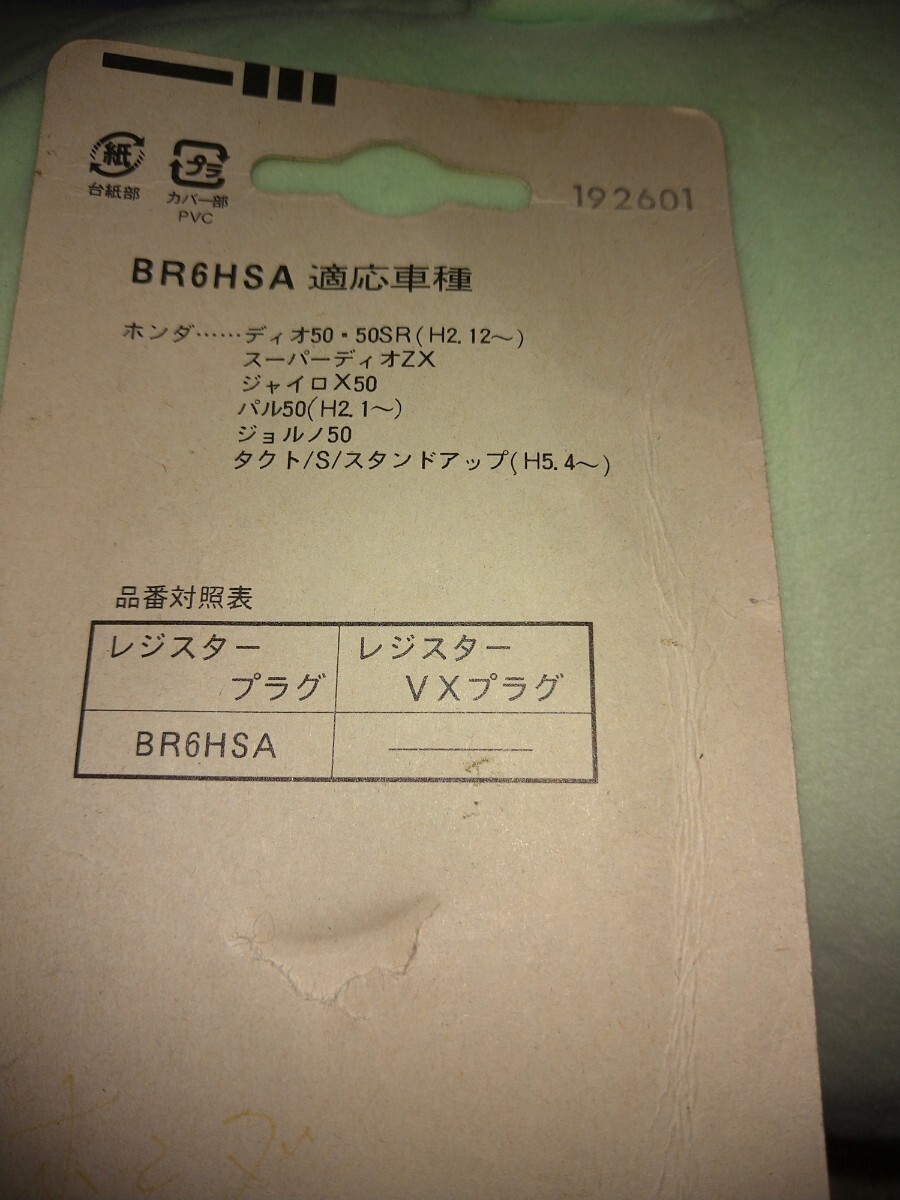 紙
台紙部
プラ
カバー部
PVC
192601
BR6HSA 適応車種
ホンダ……ディオ50・50SR(H2.12～)
スーパーディオZX
ジャイロX50
パル50(H2.1～)
ジョルノ50
タクト/S/スタンドアップ(H5.4～)
品番対照表
レジスター
プラグ
レジスター
VXプラグ
BR6HSA